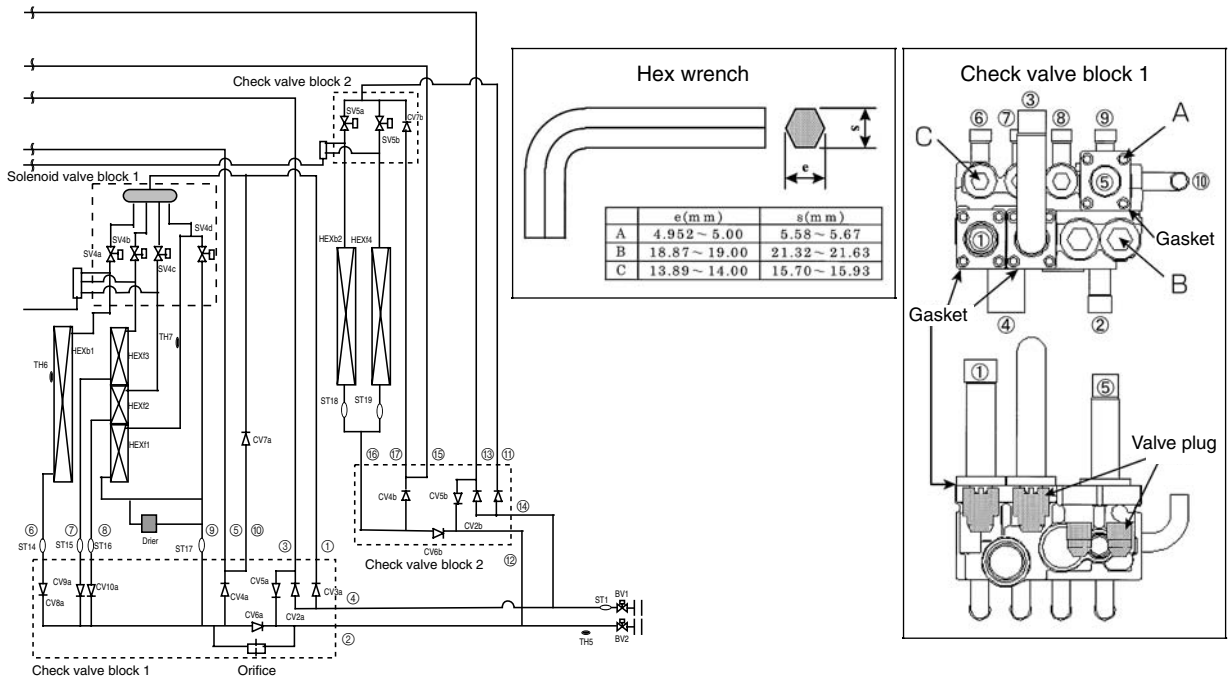 Check valve block 2
SV5a
SV5b
CV7b
Solenoid valve block 1
SV4a
SV4b
SV4c
SV4d
HEXb2
HEXf4
TH6
HEXb1
HEXf3
HEXf2
HEXf1
TH7
ST18
ST19
CV7a
Drier
⑯ ⑰ ⑮ ⑬ ⑪
CV4b
CV5b
CV2b
CV6b
⑭
⑫
Check valve block 2
⑥ ⑦ ⑧ ⑨ ⑤ ⑩ ③ ①
ST14
ST15
ST16
ST17
CV9a
CV8a
CV10a
CV4a
CV5a
CV6a
CV2a
CV3a
④
②
ST1
BV1
BV2
TH5
Check valve block 1
Orifice
Hex wrench
s
e
e(mm) s(mm)
A 4.952~5.00 5.58~5.67
B 18.87~19.00 21.32~21.63
C 13.89~14.00 15.70~15.93
Check valve block 1
③
⑥ ⑦ ⑧ ⑨
A
C
⑤
⑩
Gasket
①
B
Gasket
④
②
①
⑤
Valve plug